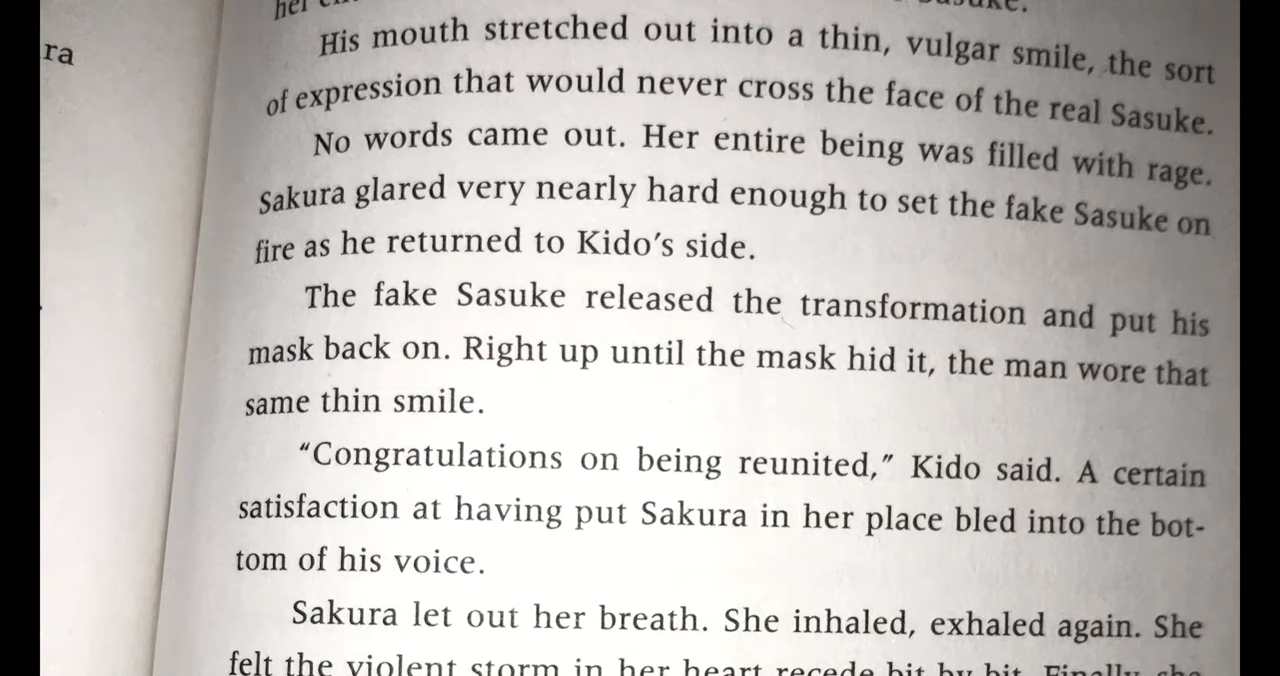 ra
her
Sasuke.
His mouth stretched out into a thin, vulgar smile, the sort
of expression that would never cross the face of the real Sasuke.
No words came out. Her entire being was filled with rage.
Sakura glared very nearly hard enough to set the fake Sasuke on
fire as he returned to Kido’s side.
The fake Sasuke released the transformation and put his
mask back on. Right up until the mask hid it, the man wore that
same thin smile.
“Congratulations on being reunited,” Kido said. A certain
satisfaction at having put Sakura in her place bled into the bot-
tom of his voice.
Sakura let out her breath. She inhaled, exhaled again. She
felt the violent storm in her heart recede bit by bit. Finally, she